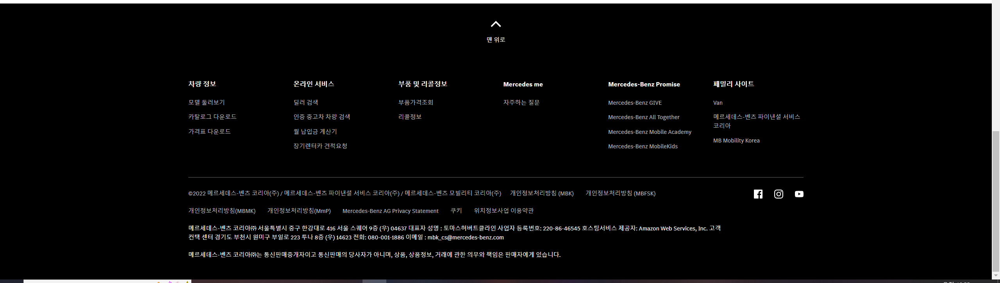 맨 위로
차량 정보
모델 둘러보기
카탈로그 다운로드
가격표 다운로드
온라인 서비스
딜러 검색
인증 중고차 차량 검색
월 납입금 계산기
장기렌터카 견적요청
부품 및 리콜정보
부품가격조회
리콜정보
Mercedes me
자주하는 질문
Mercedes-Benz Promise
Mercedes-Benz GIVE
Mercedes-Benz All Together
Mercedes-Benz Mobile Academy
Mercedes-Benz MobileKids
패밀리 사이트
Van
메르세데스-벤츠 파이낸셜 서비스
코리아
MB Mobility Korea
©2022 메르세데스-벤츠 코리아(주) / 메르세데스-벤츠 파이낸셜 서비스 코리아(주) / 메르세데스-벤츠 모빌리티 코리아(주) 개인정보처리방침 (MBK) 개인정보처리방침 (MBFSK)
개인정보처리방침(MBMK) 개인정보처리방침(MmP) Mercedes-Benz AG Privacy Statement 쿠키 위치정보사업 이용약관
메르세데스-벤츠 코리아㈜ 서울특별시 중구 한강대로 416 서울 스퀘어 9층 (우) 04637 대표자 성명 : 토마스허버트클라인 사업자 등록번호: 220-86-46545 호스팅서비스 제공자: Amazon Web Services, Inc. 고객
컨택 센터 경기도 부천시 원미구 부일로 223 투나 8층 (우) 14623 전화: 080-001-1886 이메일 : mbk_cs@mercedes-benz.com
메르세데스-벤츠 코리아㈜는 통신판매중개자이고 통신판매의 당사자가 아니며, 상품, 상품정보, 거래에 관한 의무와 책임은 판매자에게 있습니다.